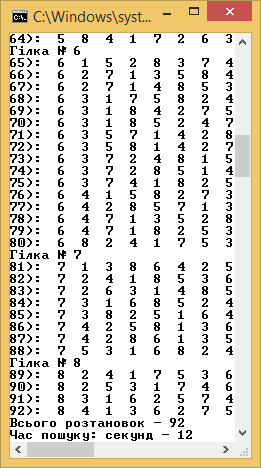 C:\Windows\syst...
64): 5 8 4 1 7 2 6 3
Гілка № 6
65): 6 1 5 2 8 3 7 4
66): 6 2 7 1 3 5 8 4
67): 6 2 7 1 4 8 5 3
68): 6 3 1 7 5 8 2 4
69): 6 3 1 8 4 2 7 5
70): 6 3 1 8 5 2 4 7
71): 6 3 5 7 1 4 2 8
72): 6 3 5 8 1 4 2 7
73): 6 3 7 2 4 8 1 5
74): 6 3 7 2 8 5 1 4
75): 6 3 7 4 1 8 2 5
76): 6 4 1 5 8 2 7 3
77): 6 4 2 8 5 7 1 3
78): 6 4 7 1 3 5 2 8
79): 6 4 7 1 8 2 5 3
80): 6 8 2 4 1 7 5 3
Гілка № 7
81): 7 1 3 8 6 4 2 5
82): 7 2 4 1 8 5 3 6
83): 7 2 6 3 1 4 8 5
84): 7 3 1 6 8 5 2 4
85): 7 3 8 2 5 1 6 4
86): 7 4 2 5 8 1 3 6
87): 7 4 2 8 6 1 3 5
88): 7 5 3 1 6 8 2 4
Гілка № 8
89): 8 2 4 1 7 5 3 6
90): 8 2 5 3 1 7 4 6
91): 8 3 1 6 2 5 7 4
92): 8 4 1 3 6 2 7 5
Всього розтановок – 92
Час пошуку: секунд – 12